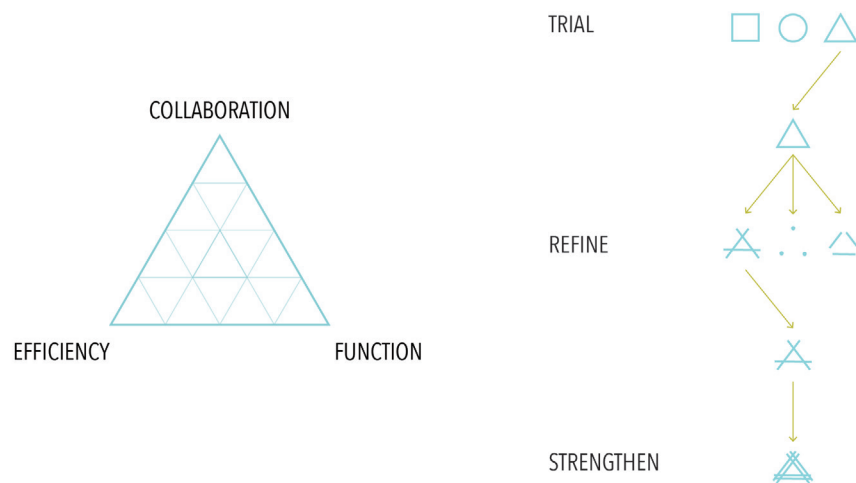 COLLABORATION
EFFICIENCY
FUNCTION
TRIAL
REFINE
STRENGTHEN